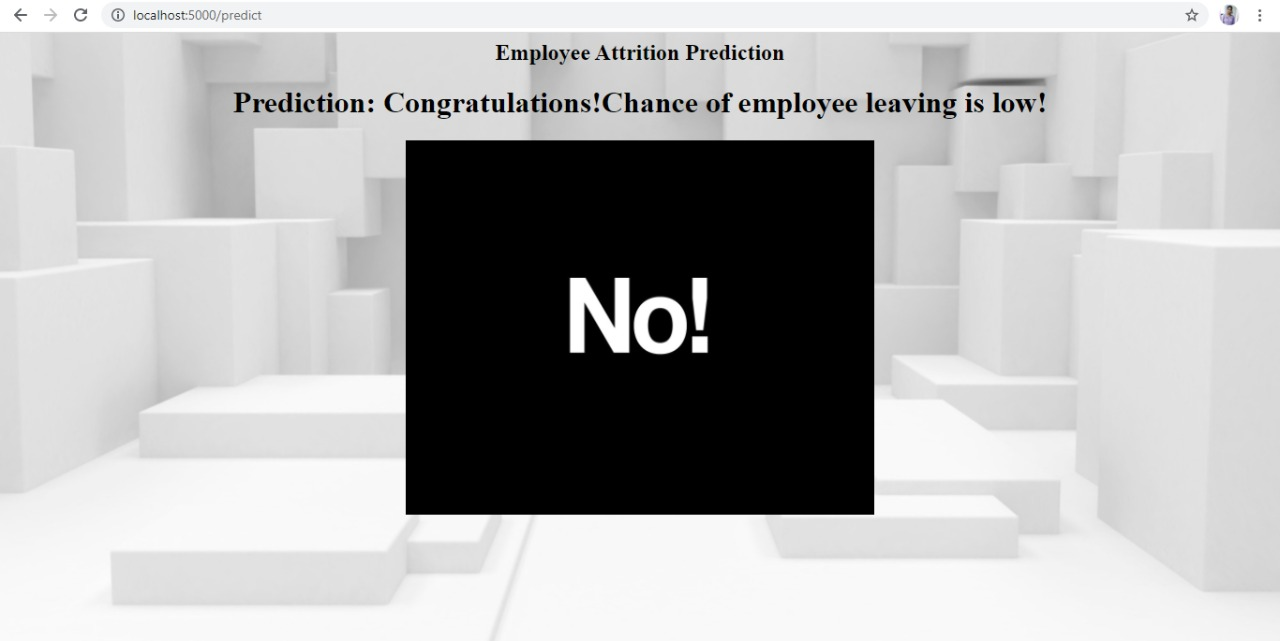 localhost:5000/predict
Employee Attrition Prediction
Prediction: Congratulations!Chance of employee leaving is low!
No!